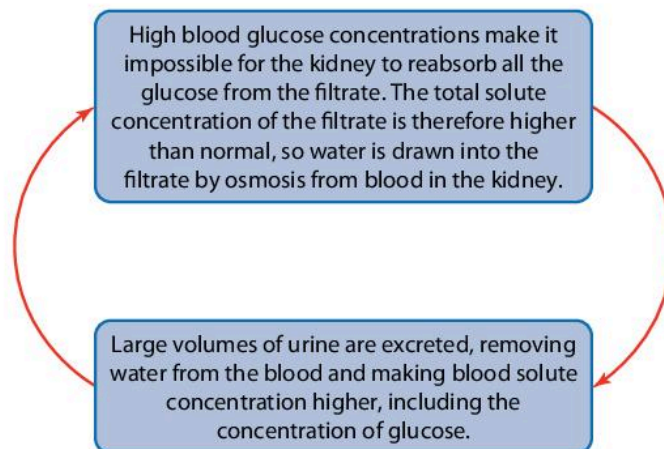 High blood glucose concentrations make it
impossible for the kidney to reabsorb all the
glucose from the filtrate. The total solute
concentration of the filtrate is therefore higher
than normal, so water is drawn into the
filtrate by osmosis from blood in the kidney.
Large volumes of urine are excreted, removing
water from the blood and making blood solute
concentration higher, including the
concentration of glucose.